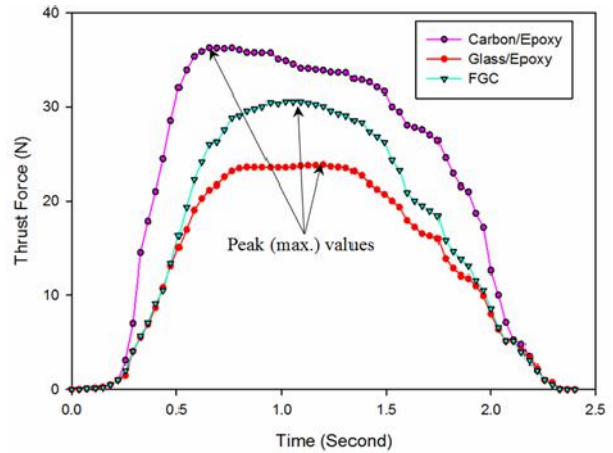 40
30
20
10
0
Thrust Force (N)
Carbon/Epoxy
Glass/Epoxy
FGC
Peak (max.) values
0.0 0.5 1.0 1.5 2.0 2.5
Time (Second)